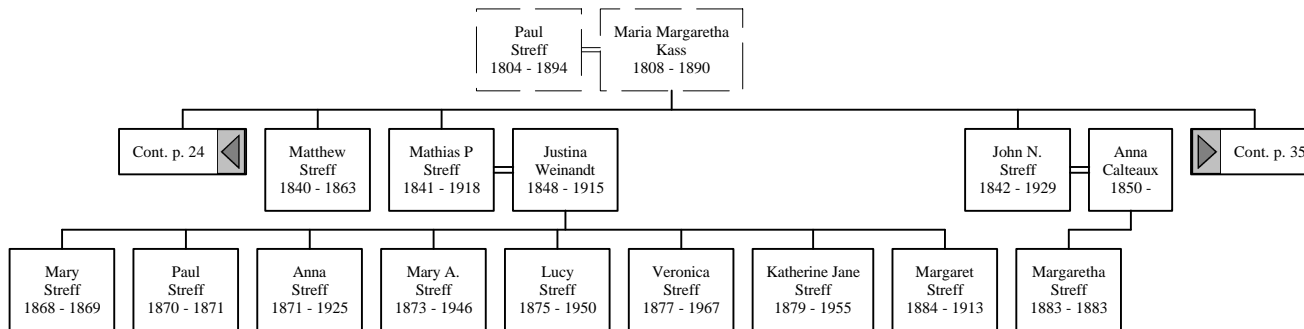 Paul
Streff
1804 - 1894
Maria Margaretha
Kass
1808 - 1890
Cont. p. 24
Matthew
Streff
1840 - 1863
Mathias P
Streff
1841 - 1918
Justina
Weinandt
1848 - 1915
John N.
Streff
1842 - 1929
Anna
Calteaux
1850 -
Cont. p. 35
Mary
Streff
1868 - 1869
Paul
Streff
1870 - 1871
Anna
Streff
1871 - 1925
Mary A.
Streff
1873 - 1946
Lucy
Streff
1875 - 1950
Veronica
Streff
1877 - 1967
Katherine Jane
Streff
1879 - 1955
Margaret
Streff
1884 - 1913
Margaretha
Streff
1883 - 1883